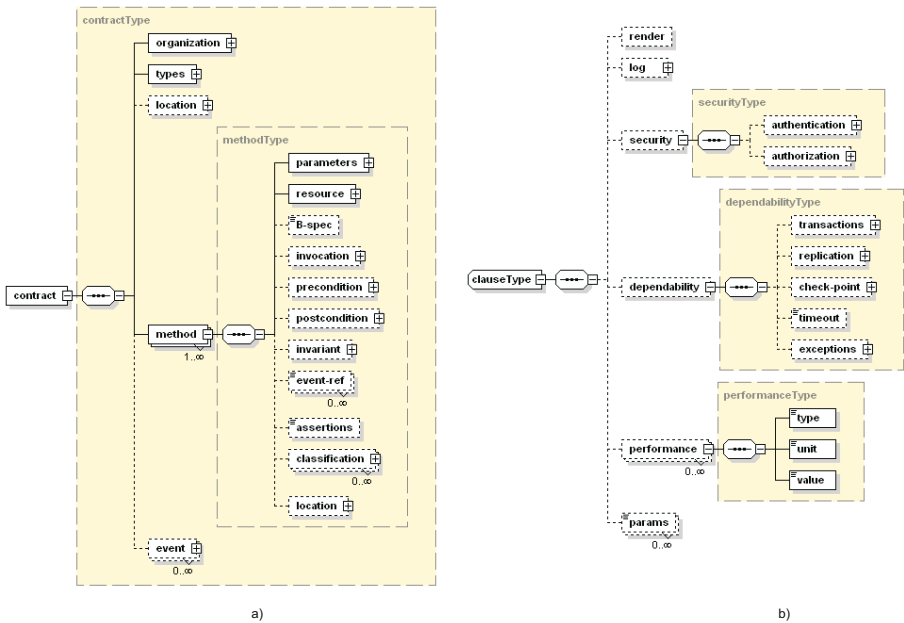 contractType
organization
types
location
methodType
parameters
resource
B-spec
invocation
precondition
contract
postcondition
method
1..∞
invariant
event-ref
0..∞
assertions
classification
0..∞
location
event
0..∞
a)
render
log
securityType
authentication
security
authorization
dependabilityType
transactions
replication
clauseType
dependability
check-point
timeout
exceptions
performanceType
type
performance
0..∞
unit
value
params
0..∞
b)